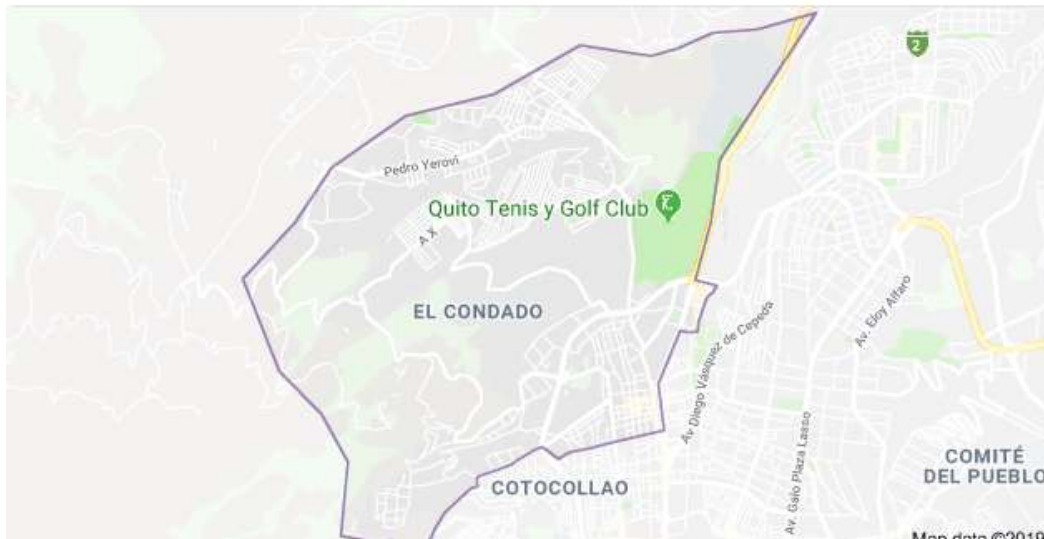 2
Pedro Yerovi
Quito Tenis y Golf Club
A X
EL CONDADO
Av Diego Vásquez de Cepeda
Av. Eloy Alfaro
Av. Galo Plaza Lasso
COMITÉ
DEL PUEBLO
COTOCOLLAO
Map data ©2019